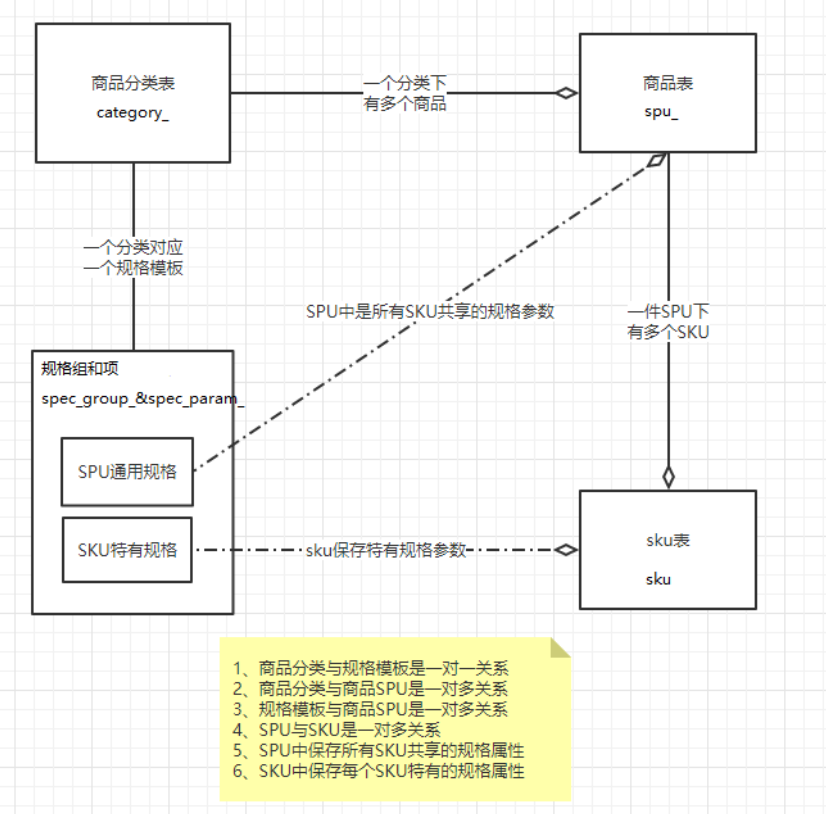 商品分类表
category_
一个分类下
有多个商品
商品表
spu_
一个分类对应
一个规格模板
SPU中是所有SKU共享的规格参数
一件SPU下
有多个SKU
规格组和项
spec_group_&spec_param_
SPU通用规格
SKU特有规格
sku保存特有规格参数
sku表
sku
1、商品分类与规格模板是一对一关系
2、商品分类与商品SPU是一对多关系
3、规格模板与商品SPU是一对多关系
4、SPU与SKU是一对多关系
5、SPU中保存所有SKU共享的规格属性
6、SKU中保存每个SKU特有的规格属性